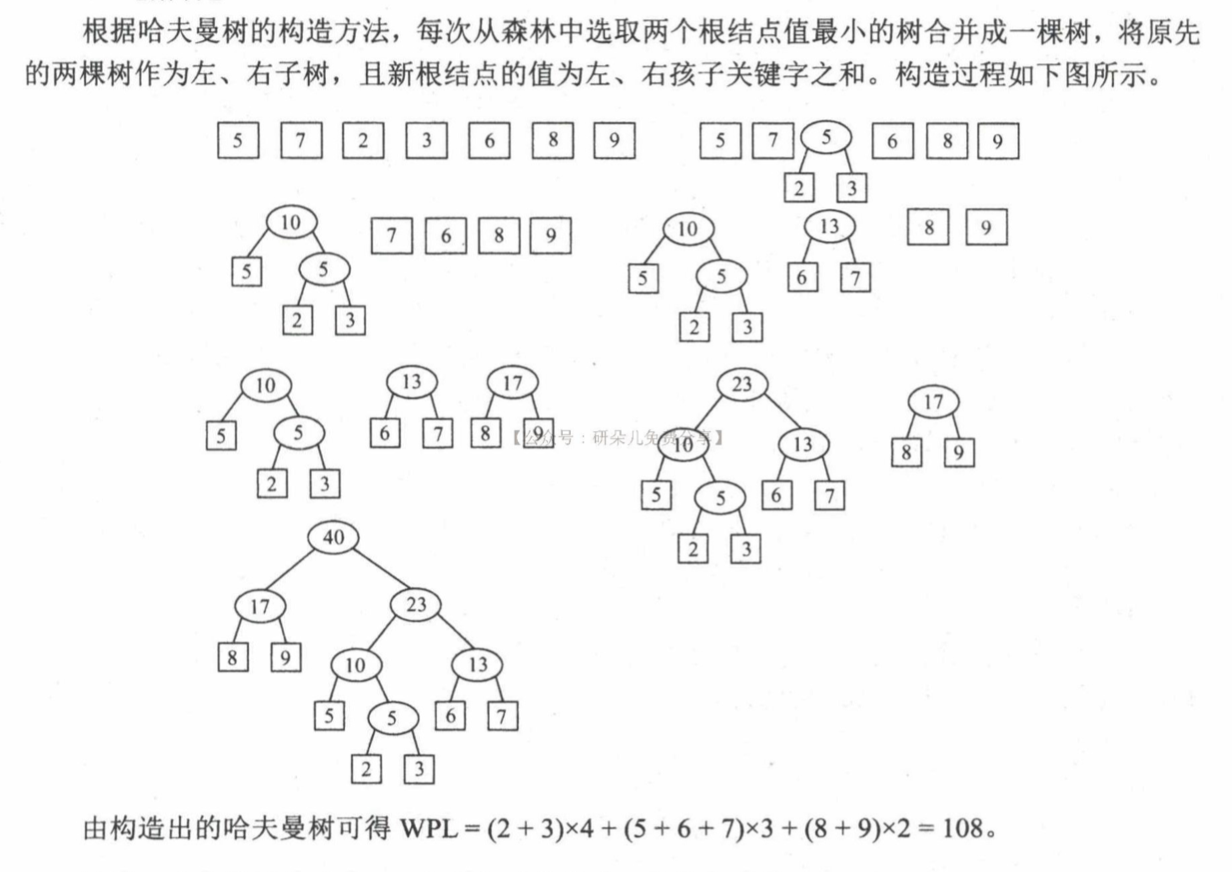 根据哈夫曼树的构造方法，每次从森林中选取两个根结点值最小的树合并成一棵树，将原先
的两棵树作为左、右子树，且新根结点的值为左、右孩子关键字之和。构造过程如下图所示。
5 7 2 3 6 8 9
5 7 5 6 8 9
2 3
10 7 6 8 9
5 5
2 3
10 13 8 9
5 5 6 7
2 3
10 13 17
5 5 6 7 8 9
2 3
【公众号：研朵儿免费分享】
23 17
10 13 8 9
5 5 6 7
2 3
40
17 23
8 9 10 13
5 5 6 7
2 3
由构造出的哈夫曼树可得 WPL = (2 + 3)×4 + (5 + 6 + 7)×3 + (8 + 9)×2 = 108。